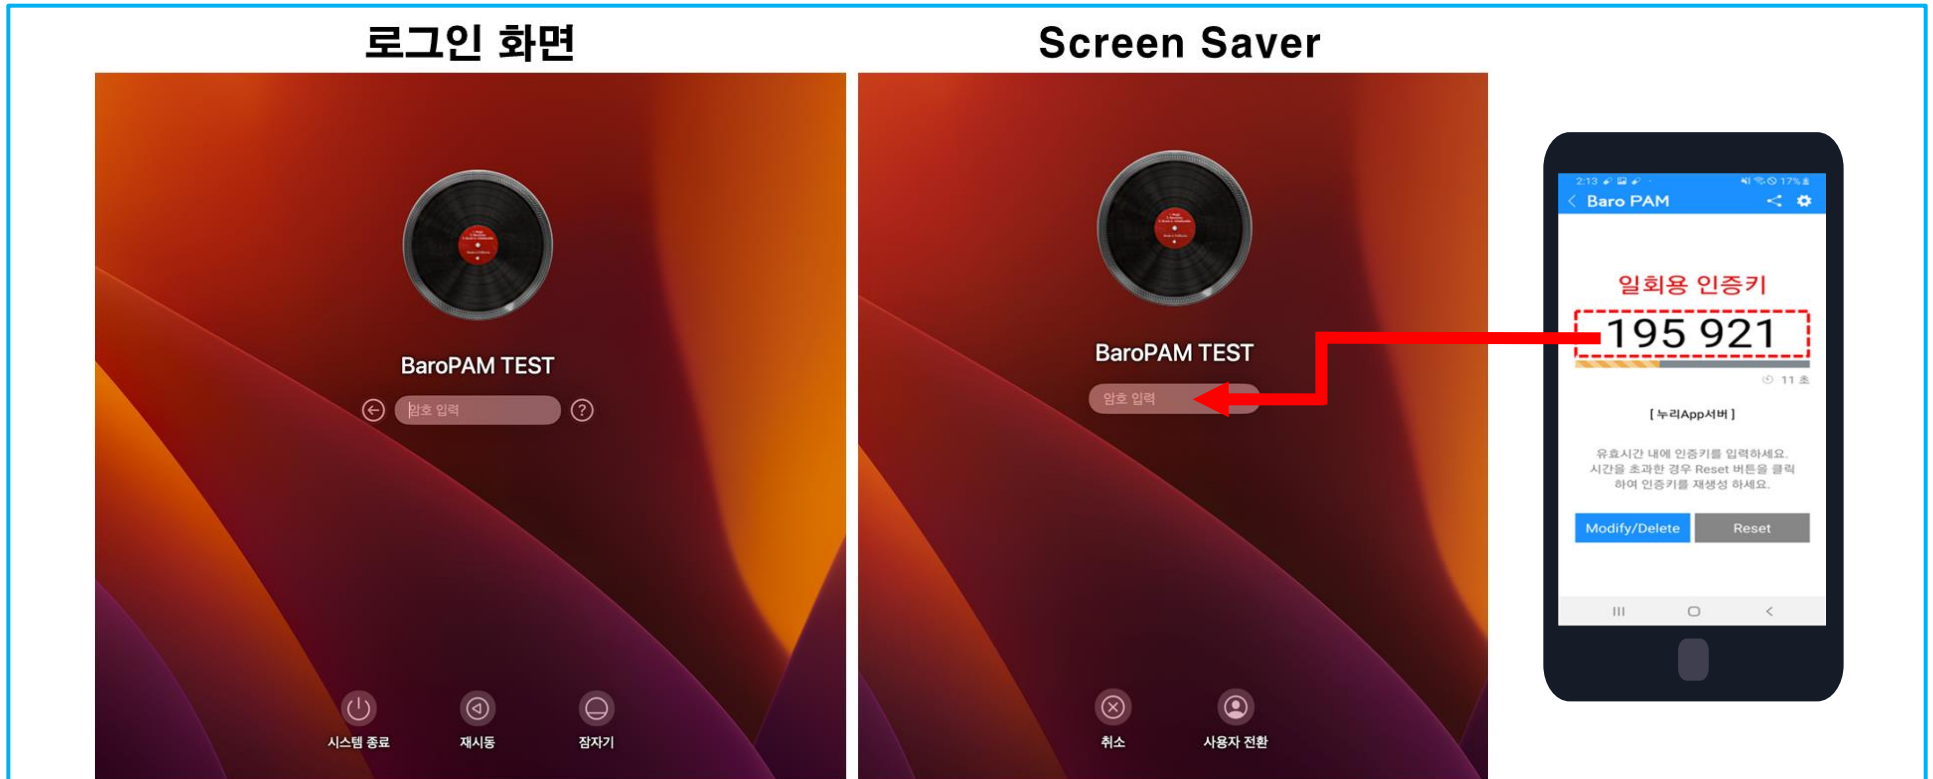 로그인 화면
Screen Saver
BaroPAM TEST
암호 입력
?
시스템 종료
재시동
잠자기
BaroPAM TEST
암호 입력
취소
사용자 전환
2:13
17%
Baro PAM
일회용 인증키
195 921
11 초
[ 누리App서버 ]
유효시간 내에 인증키를 입력하세요.
시간을 초과한 경우 Reset 버튼을 클릭
하여 인증키를 재생성 하세요.
Modify/Delete
Reset